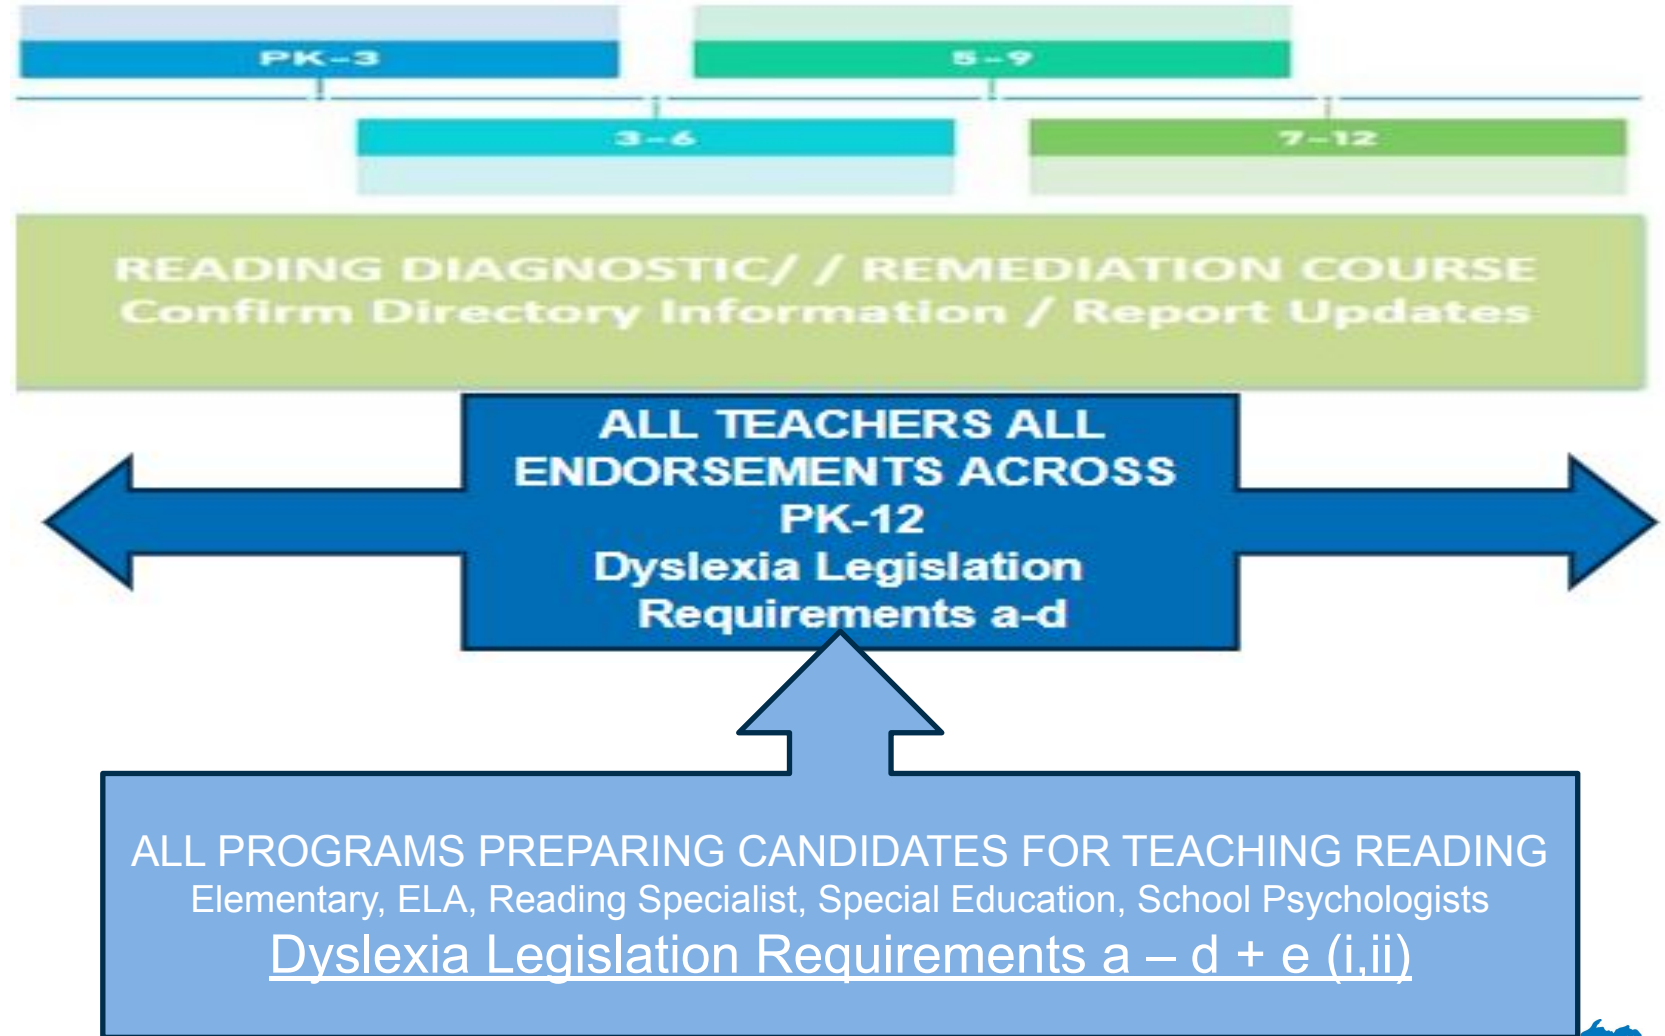 PK-3
5-9
3-6
7-12
READING DIAGNOSTIC/ / REMEDIATION COURSE
Confirm Directory Information / Report Updates
ALL TEACHERS ALL
ENDORSEMENTS ACROSS
PK-12
Dyslexia Legislation
Requirements a-d
ALL PROGRAMS PREPARING CANDIDATES FOR TEACHING READING
Elementary, ELA, Reading Specialist, Special Education, School Psychologists
Dyslexia Legislation Requirements a – d + e (i,ii)